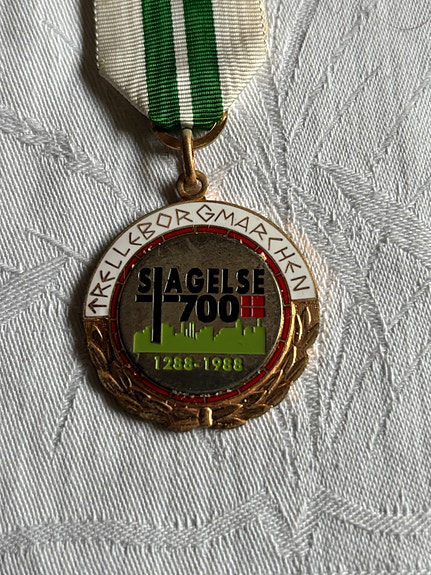 TRELLEBORGMARCHEN
SLAGELSE
700
1288-1988